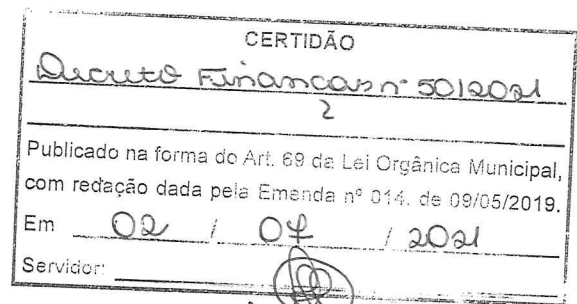 CERTIDÃO
Decreto Finanças nº 50/2021
Publicado na forma do Art. 69 da Lei Orgânica Municipal,
com redação dada pela Emenda nº 014. de 09/05/2019.
Em 02 / 07 / 2021
Servidor: